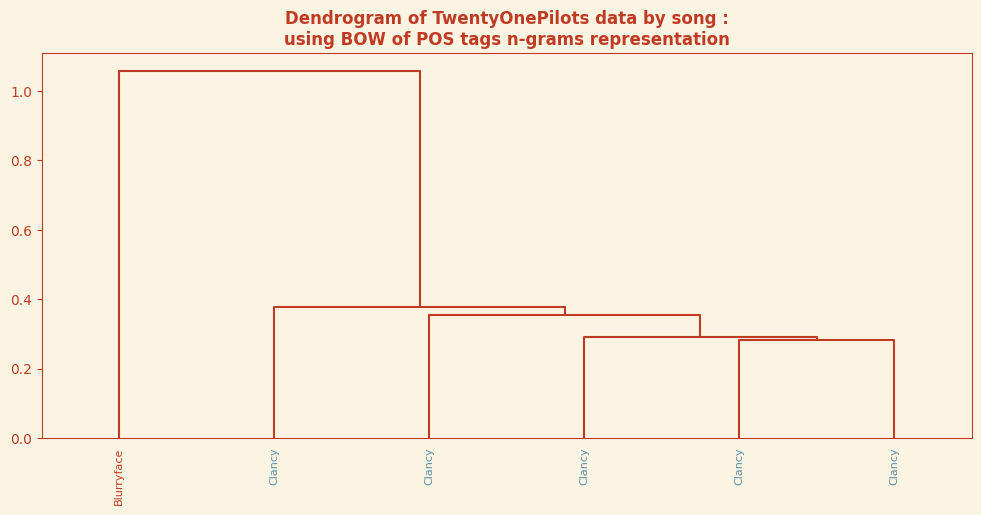 Dendrogram of TwentyOnePilots data by song :
using BOW of POS tags n-grams representation
1.0
0.8
0.6
0.4
0.2
0.0
Blurryface
Clancy
Clancy
Clancy
Clancy
Clancy